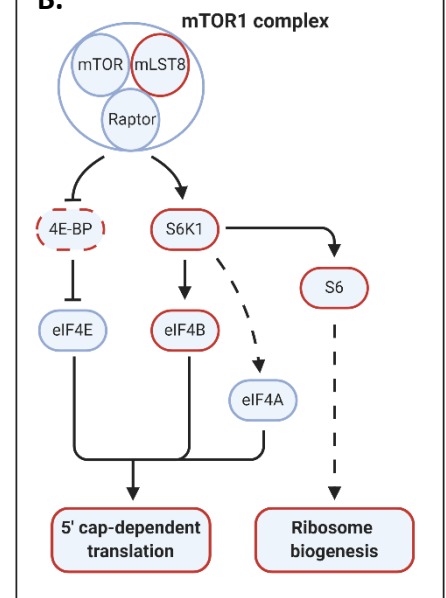 B.
mTOR1 complex
mTOR
mLST8
Raptor
4E-BP
S6K1
S6
eIF4E
eIF4B
eIF4A
5' cap-dependent
translation
Ribosome
biogenesis